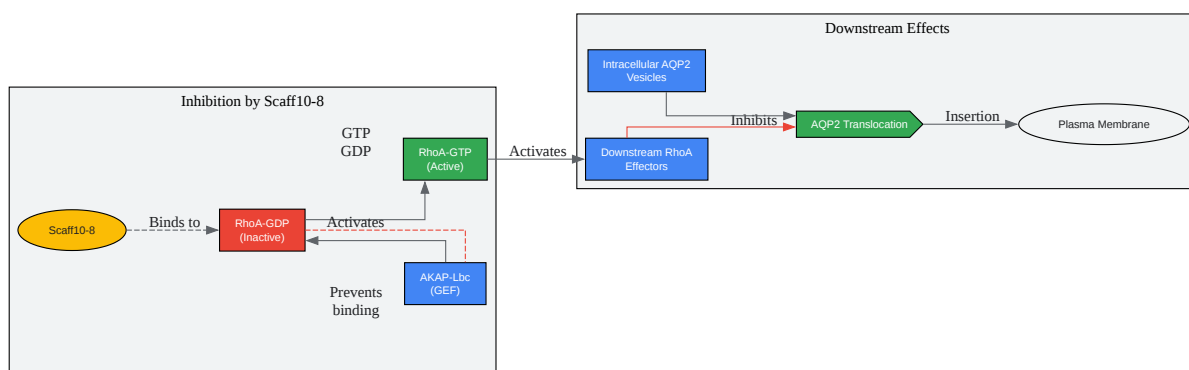 Downstream Effects
Intracellular AQP2
Vesicles
Inhibits
AQP2 Translocation
Insertion
Plasma Membrane
Downstream RhoA
Effectors
Inhibition by Scaff10-8
GTP
GDP
RhoA-GTP
(Active)
Activates
Scaff10-8
Binds to
RhoA-GDP
(Inactive)
Activates
AKAP-Lbc
(GEF)
Prevents
binding